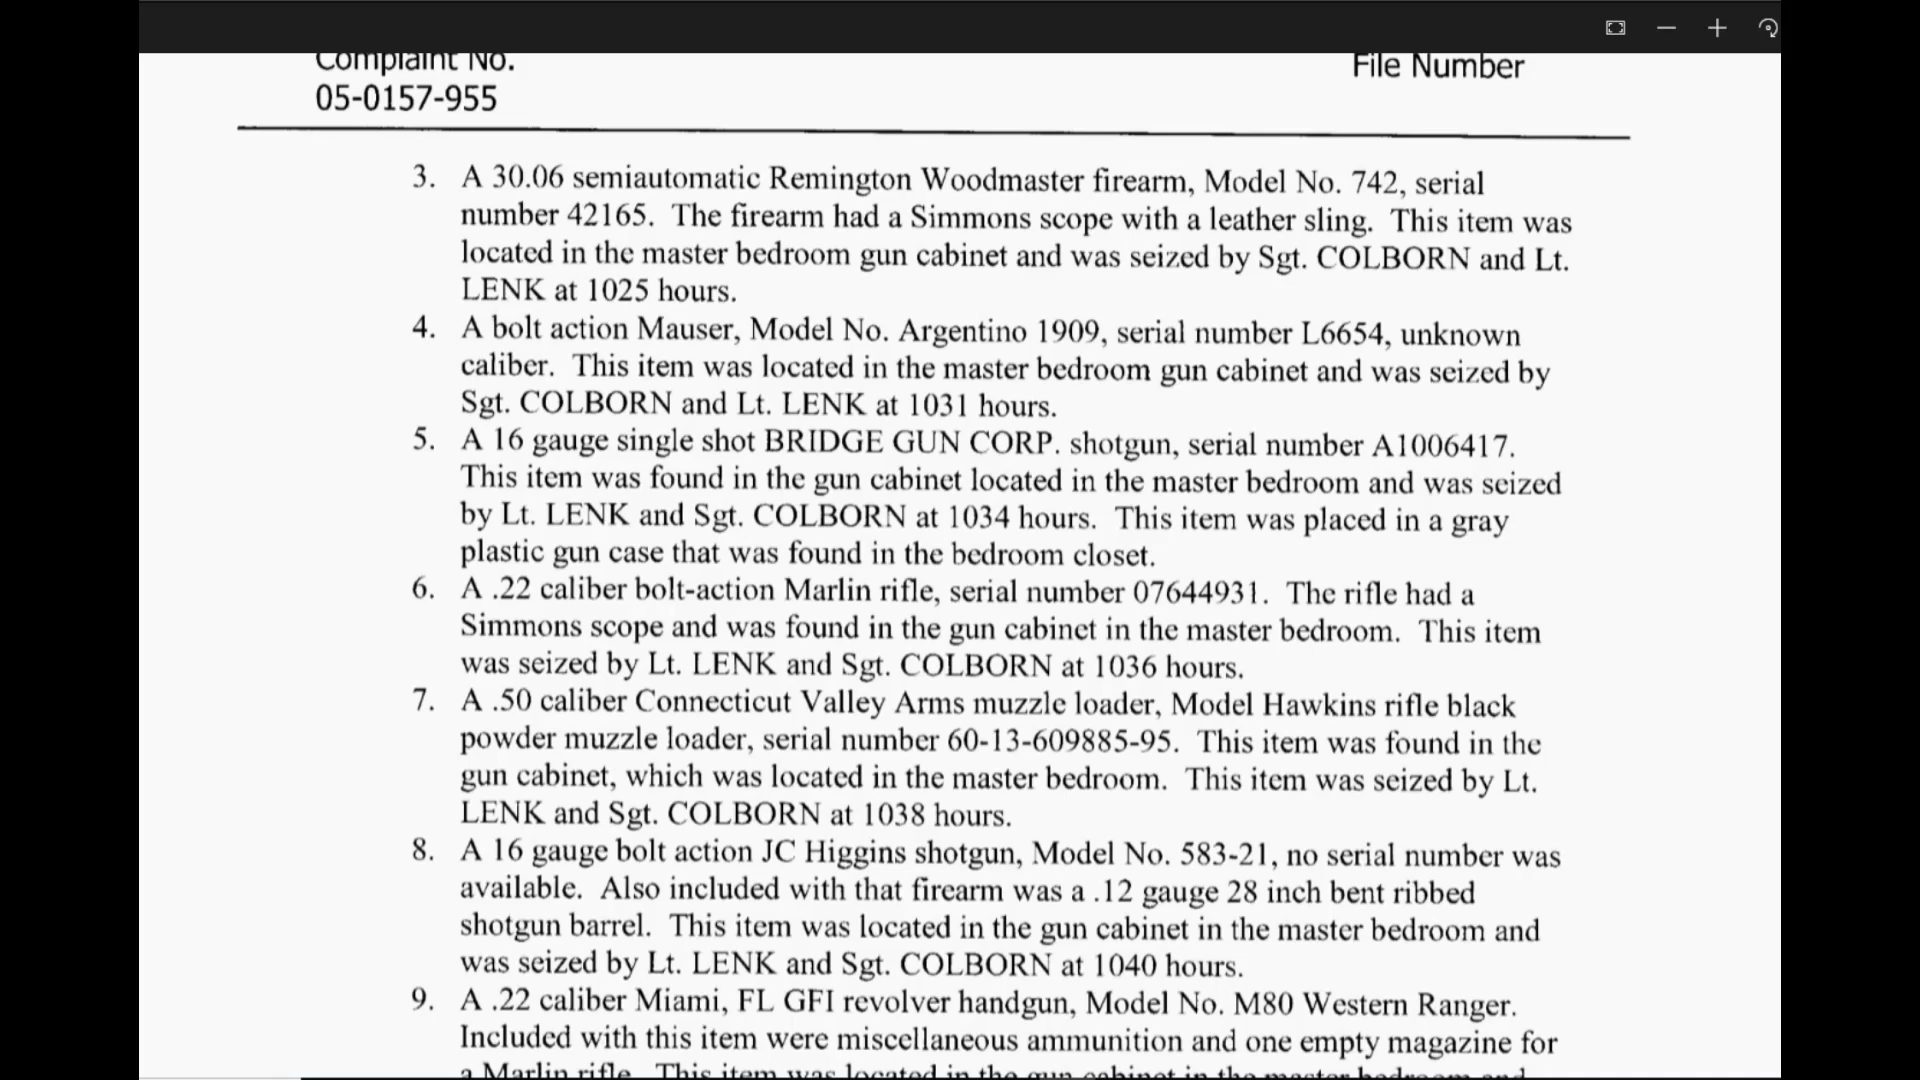 Complaint No.
File Number
05-0157-955
3. A 30.06 semiautomatic Remington Woodmaster firearm, Model No. 742, serial
number 42165. The firearm had a Simmons scope with a leather sling. This item was
located in the master bedroom gun cabinet and was seized by Sgt. COLBORN and Lt.
LENK at 1025 hours.
4. A bolt action Mauser, Model No. Argentino 1909, serial number L6654, unknown
caliber. This item was located in the master bedroom gun cabinet and was seized by
Sgt. COLBORN and Lt. LENK at 1031 hours.
5. A 16 gauge single shot BRIDGE GUN CORP. shotgun, serial number A1006417.
This item was found in the gun cabinet located in the master bedroom and was seized
by Lt. LENK and Sgt. COLBORN at 1034 hours. This item was placed in a gray
plastic gun case that was found in the bedroom closet.
6. A .22 caliber bolt-action Marlin rifle, serial number 07644931. The rifle had a
Simmons scope and was found in the gun cabinet in the master bedroom. This item
was seized by Lt. LENK and Sgt. COLBORN at 1036 hours.
7. A .50 caliber Connecticut Valley Arms muzzle loader, Model Hawkins rifle black
powder muzzle loader, serial number 60-13-609885-95. This item was found in the
gun cabinet, which was located in the master bedroom. This item was seized by Lt.
LENK and Sgt. COLBORN at 1038 hours.
8. A 16 gauge bolt action JC Higgins shotgun, Model No. 583-21, no serial number was
available. Also included with that firearm was a .12 gauge 28 inch bent ribbed
shotgun barrel. This item was located in the gun cabinet in the master bedroom and
was seized by Lt. LENK and Sgt. COLBORN at 1040 hours.
9. A .22 caliber Miami, FL GFI revolver handgun, Model No. M80 Western Ranger.
Included with this item were miscellaneous ammunition and one empty magazine for
a Marlin rifle. This item was located in the gun cabinet in the master bedroom and